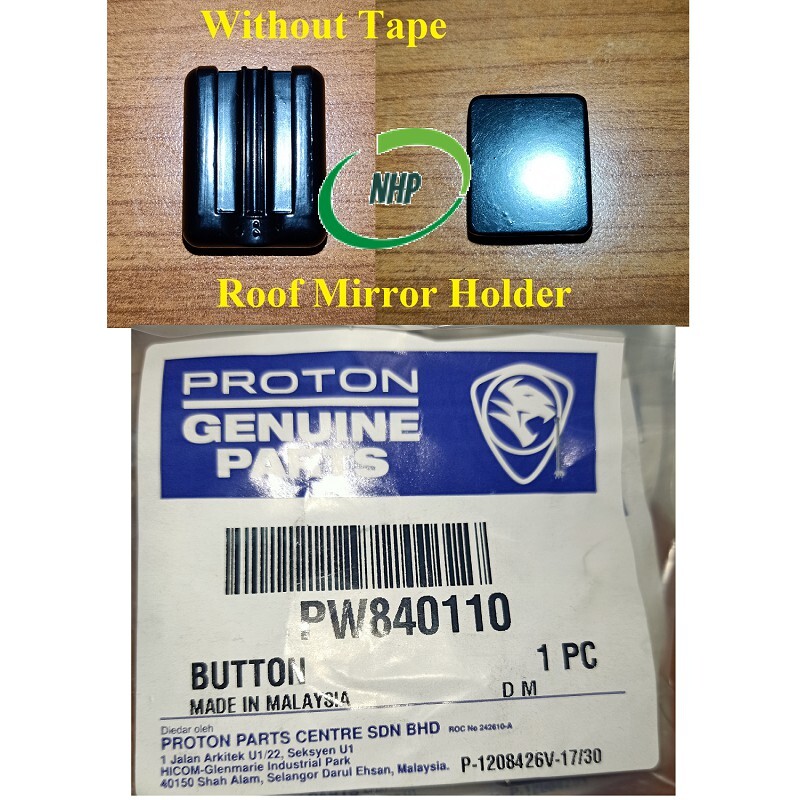 Without Tape
NHP
Roof Mirror Holder
PROTON
GENUINE
PARTS
PW840110
BUTTON 1 PC
MADE IN MALAYSIA D M
Diedar oleh
PROTON PARTS CENTRE SDN BHD ROC No 242610-A
1 Jalan Arkitek U1/22, Seksyen U1
HICOM-Glenmarie Industrial Park
40150 Shah Alam, Selangor Darul Ehsan, Malaysia. P-1208426V-17/30